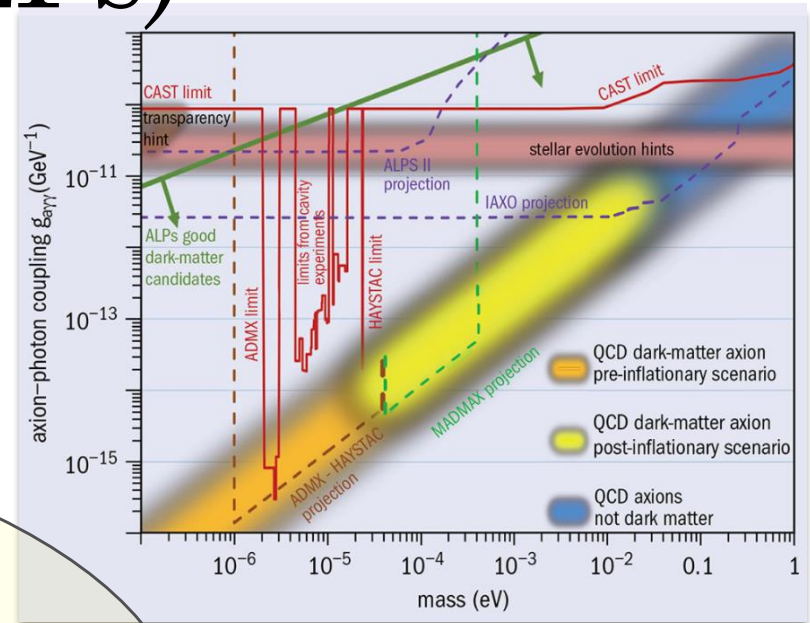 CAST limit
transparency
hint
CAST limit
stellar evolution hints
ALPS II
projection
IAXO projection
ALPs good
dark-matter
candidates
ADMX limit
limits from cavity
experiments
HAYSTAC limit
MADMAX projection
ADMX - HAYSTAC
projection
QCD dark-matter axion
pre-inflationary scenario
QCD dark-matter axion
post-inflationary scenario
QCD axions
not dark matter
axion–photon coupling gaγγ(GeV−1)
10−11
10−13
10−15
10−6
10−5
10−4
10−3
10−2
0.1
1
mass (eV)